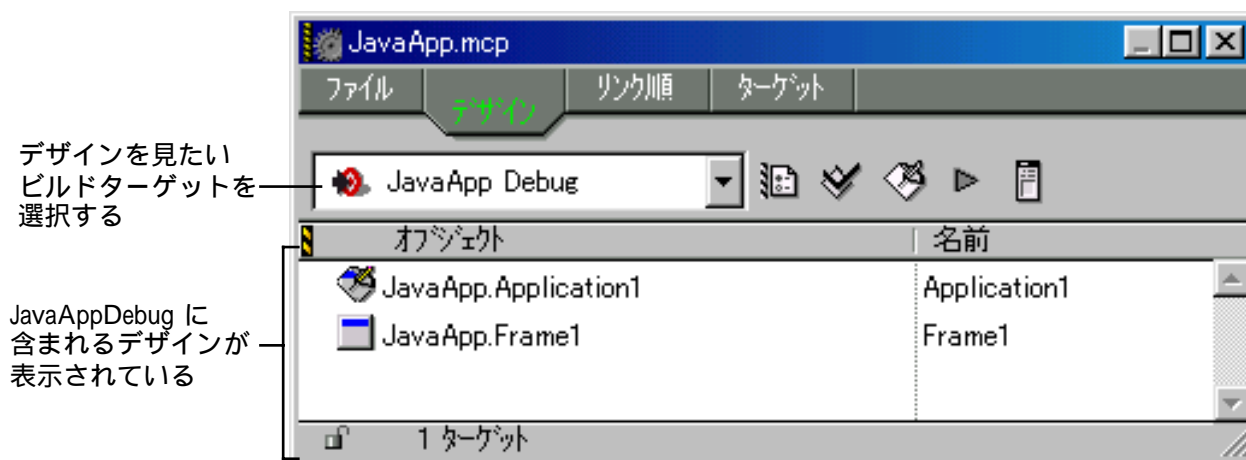 JavaApp.mcp
ファイル
デザイン
リンク順
ターゲット
デザインを見たい
ビルドターゲットを
選択する
JavaApp Debug
オブジェクト
名前
JavaApp.Application1
Application1
JavaApp.Frame1
Frame1
JavaAppDebug に
含まれるデザインが
表示されている
1 ターゲット